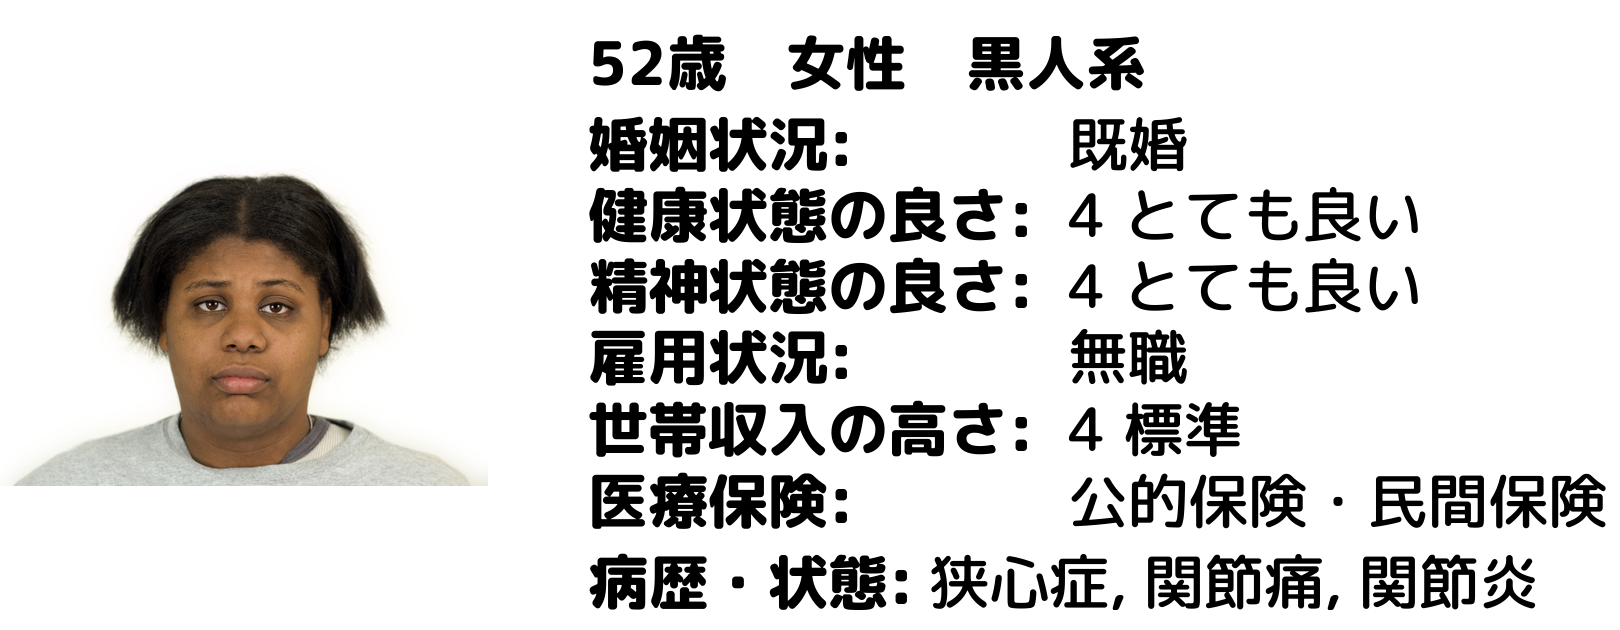 52歳　女性　黒人系
婚姻状況: 既婚
健康状態の良さ: 4 とても良い
精神状態の良さ: 4 とても良い
雇用状況: 無職
世帯収入の高さ: 4 標準
医療保険: 公的保険・民間保険
病歴・状態: 狭心症, 関節痛, 関節炎